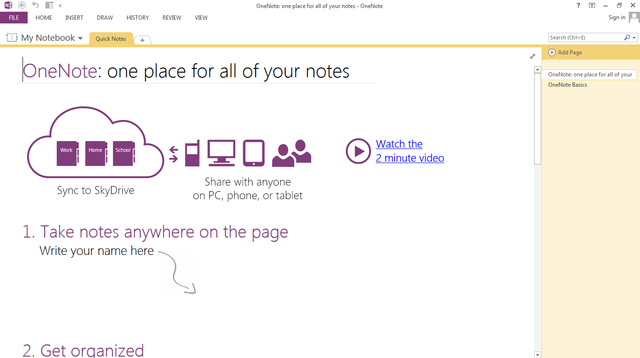 OneNote: one place for all of your notes - OneNote
FILE HOME INSERT DRAW HISTORY REVIEW VIEW Sign in
My Notebook Quick Notes Search (Ctrl+E)
Add Page
OneNote: one place for all of your notes
OneNote: one place for all of your
OneNote Basics
Work Home School
Watch the
2 minute video
Sync to SkyDrive
Share with anyone
on PC, phone, or tablet
1. Take notes anywhere on the page
Write your name here
2. Get organized